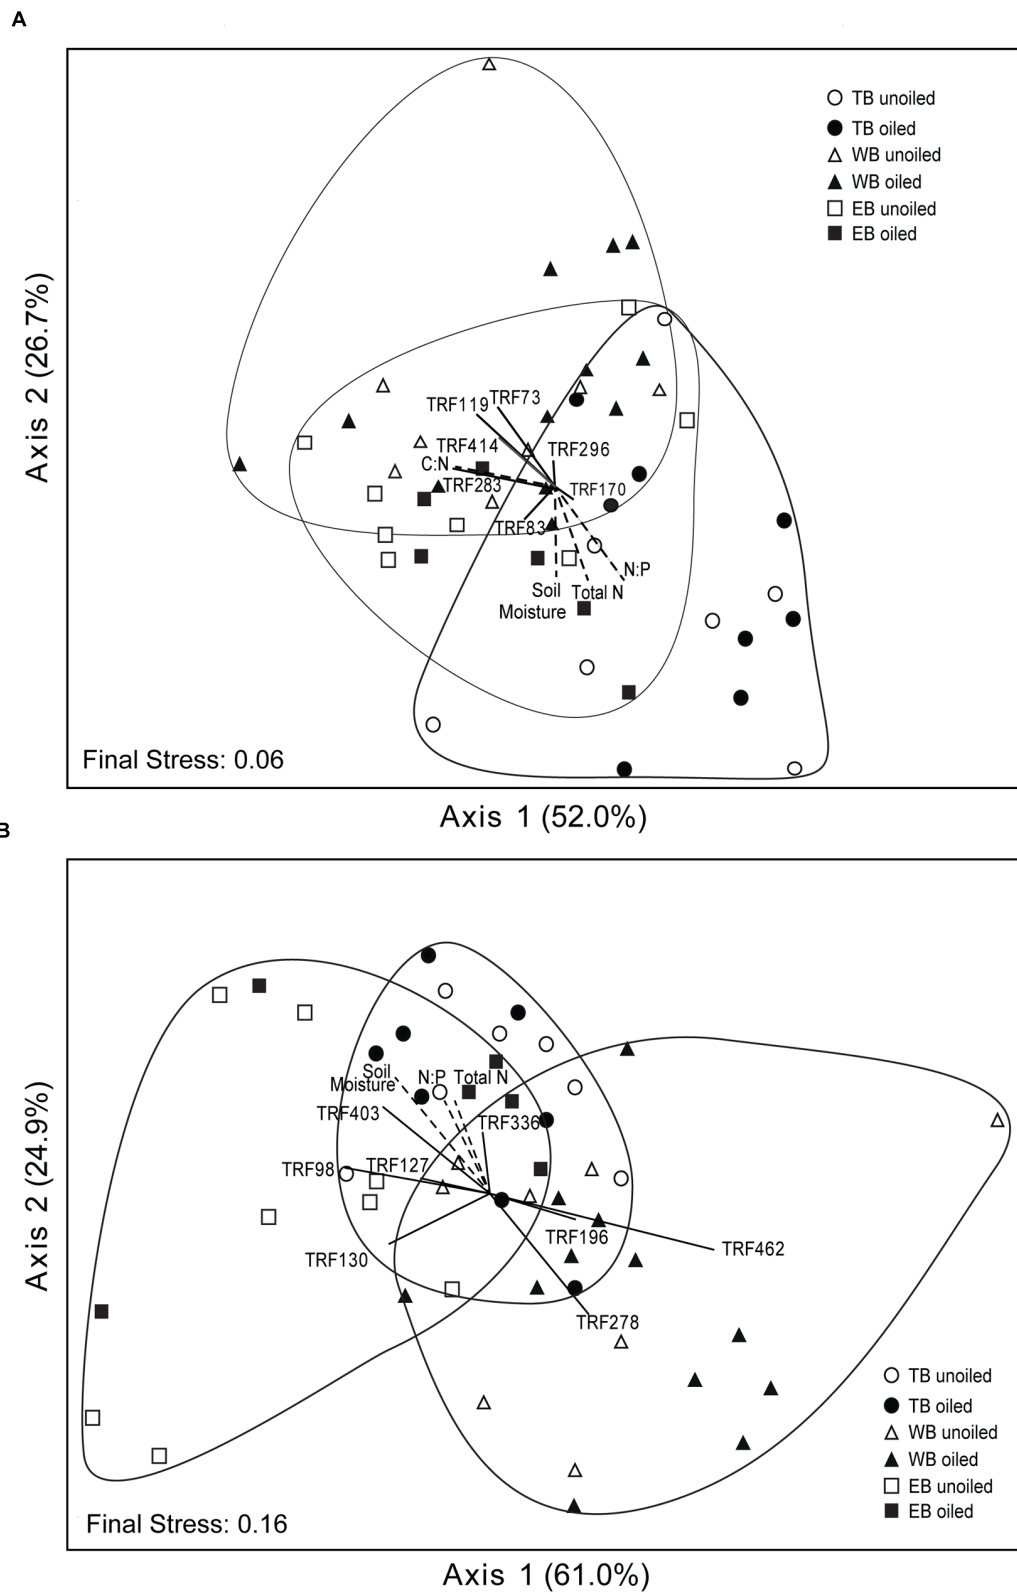 A
TB unoiled
TB oiled
WB unoiled
WB oiled
EB unoiled
EB oiled
Axis 2 (26.7%)
TRF119
TRF73
TRF414
TRF296
C:N
TRF283
TRF170
TRF83
N:P
Soil
Moisture
Total N
Final Stress: 0.06
Axis 1 (52.0%)
B
Axis 2 (24.9%)
Soil
Moisture
N:P
Total N
TRF403
TRF336
TRF98
TRF127
TRF196
TRF462
TRF130
TRF278
TB unoiled
TB oiled
WB unoiled
WB oiled
EB unoiled
EB oiled
Final Stress: 0.16
Axis 1 (61.0%)